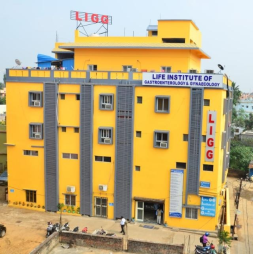 LIGG
LIFE INSTITUTE OF
GASTROENTEROLOGY & GYNAECOLOGY
LIGG